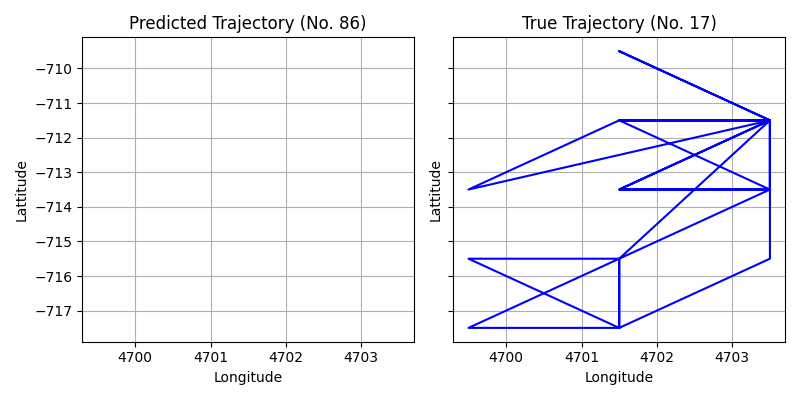 Predicted Trajectory (No. 86)
True Trajectory (No. 17)
Lattitude
−710
−711
−712
−713
−714
−715
−716
−717
4700 4701 4702 4703
Longitude
Lattitude
4700 4701 4702 4703
Longitude